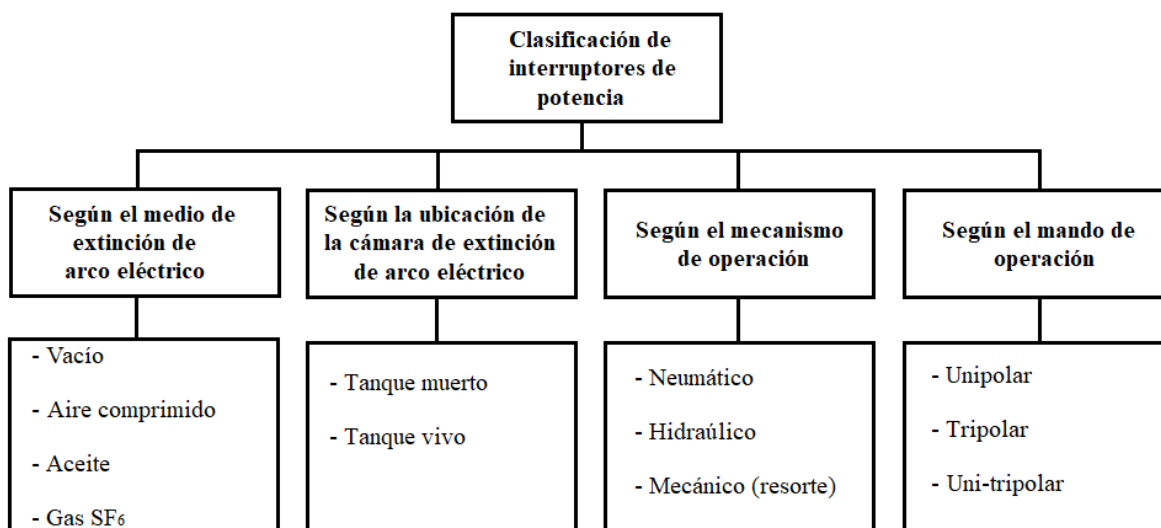 Clasificación de
interruptores de
potencia
Según el medio de
extinción de
arco eléctrico
Según la ubicación de
la cámara de extinción
de arco eléctrico
Según el mecanismo
de operación
Según el mando de
operación
- Vacío
- Aire comprimido
- Aceite
- Gas SF₆
- Tanque muerto
- Tanque vivo
- Neumático
- Hidraúlico
- Mecánico (resorte)
- Unipolar
- Tripolar
- Uni-tripolar